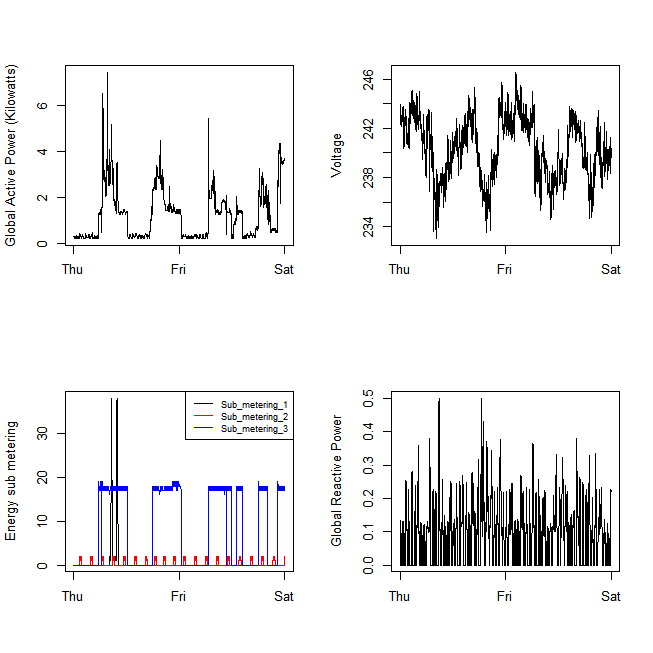 Global Active Power (Kilowatts)
0 2 4 6
Thu Fri Sat
Voltage
234 238 242 246
Thu Fri Sat
Energy sub metering
0 10 20 30
Sub_metering_1
Sub_metering_2
Sub_metering_3
Thu Fri Sat
Global Reactive Power
0.0 0.1 0.2 0.3 0.4 0.5
Thu Fri Sat